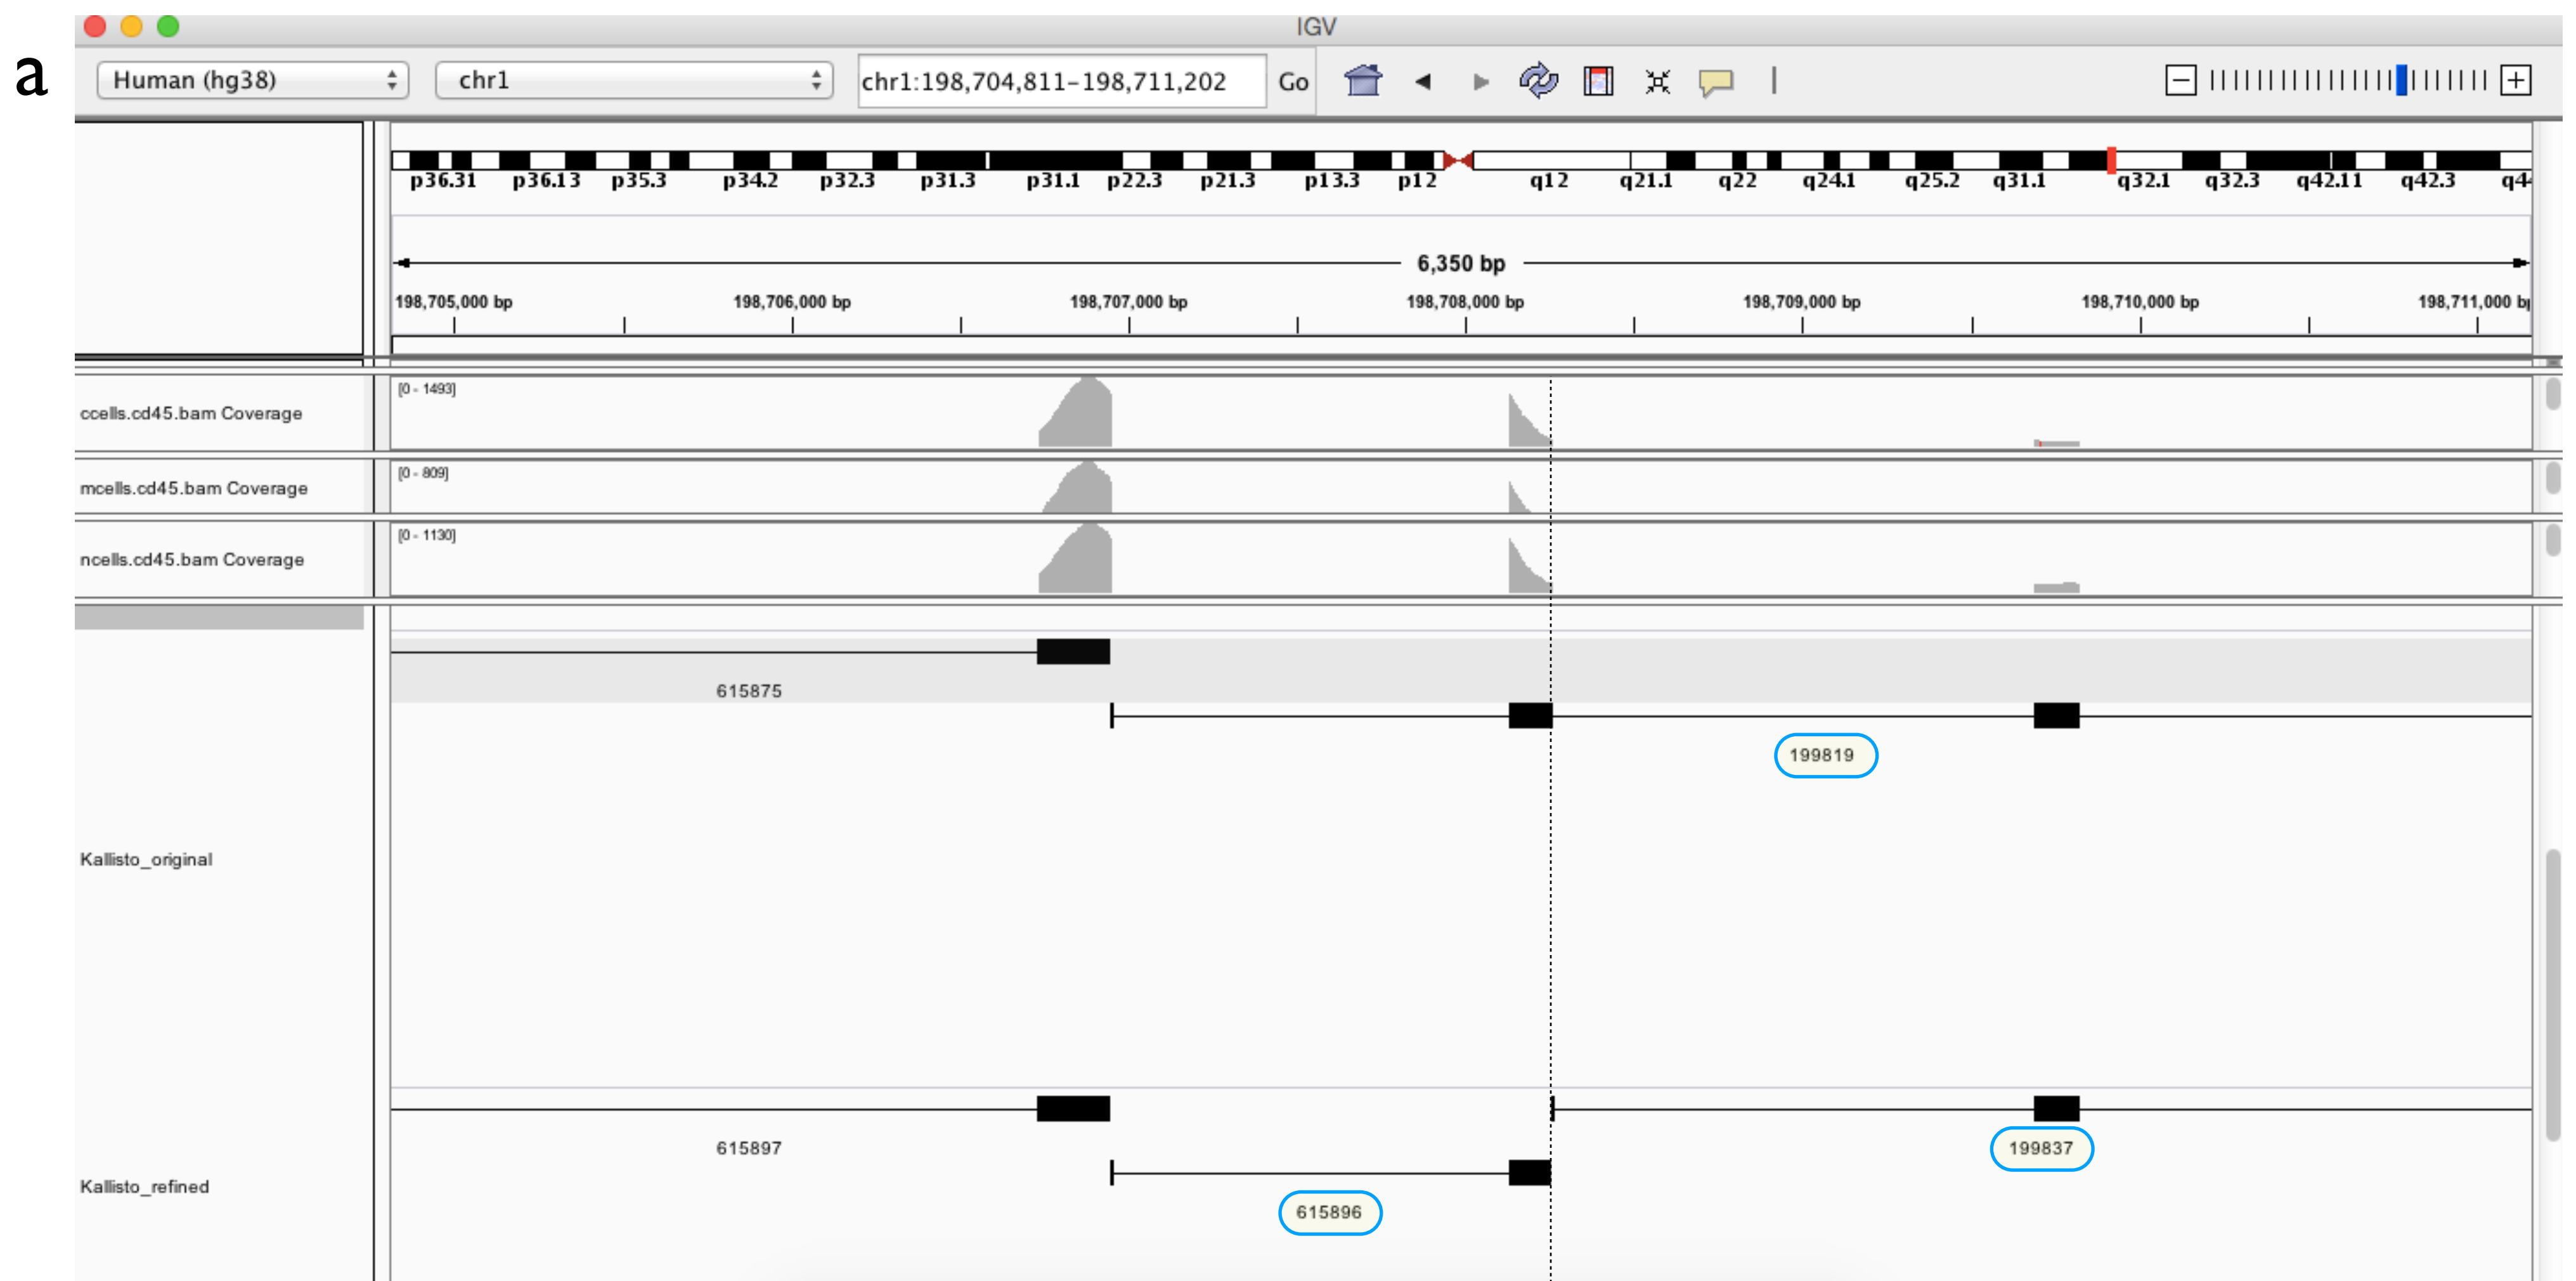 IGV
a
Human (hg38) chr1 chr1:198,704,811-198,711,202 Go
p36.31 p36.13 p35.3 p34.2 p32.3 p31.3 p31.1 p22.3 p21.3 p13.3 p12 q12 q21.1 q22 q24.1 q25.2 q31.1 q32.1 q32.3 q42.11 q42.3 q44
6,350 bp
198,705,000 bp 198,706,000 bp 198,707,000 bp 198,708,000 bp 198,709,000 bp 198,710,000 bp 198,711,000 bp
[0 - 1493]
ccells.cd45.bam Coverage
[0 - 809]
mcells.cd45.bam Coverage
[0 - 1130]
ncells.cd45.bam Coverage
615875
199819
Kallisto_original
615897 199837
Kallisto_refined
615896